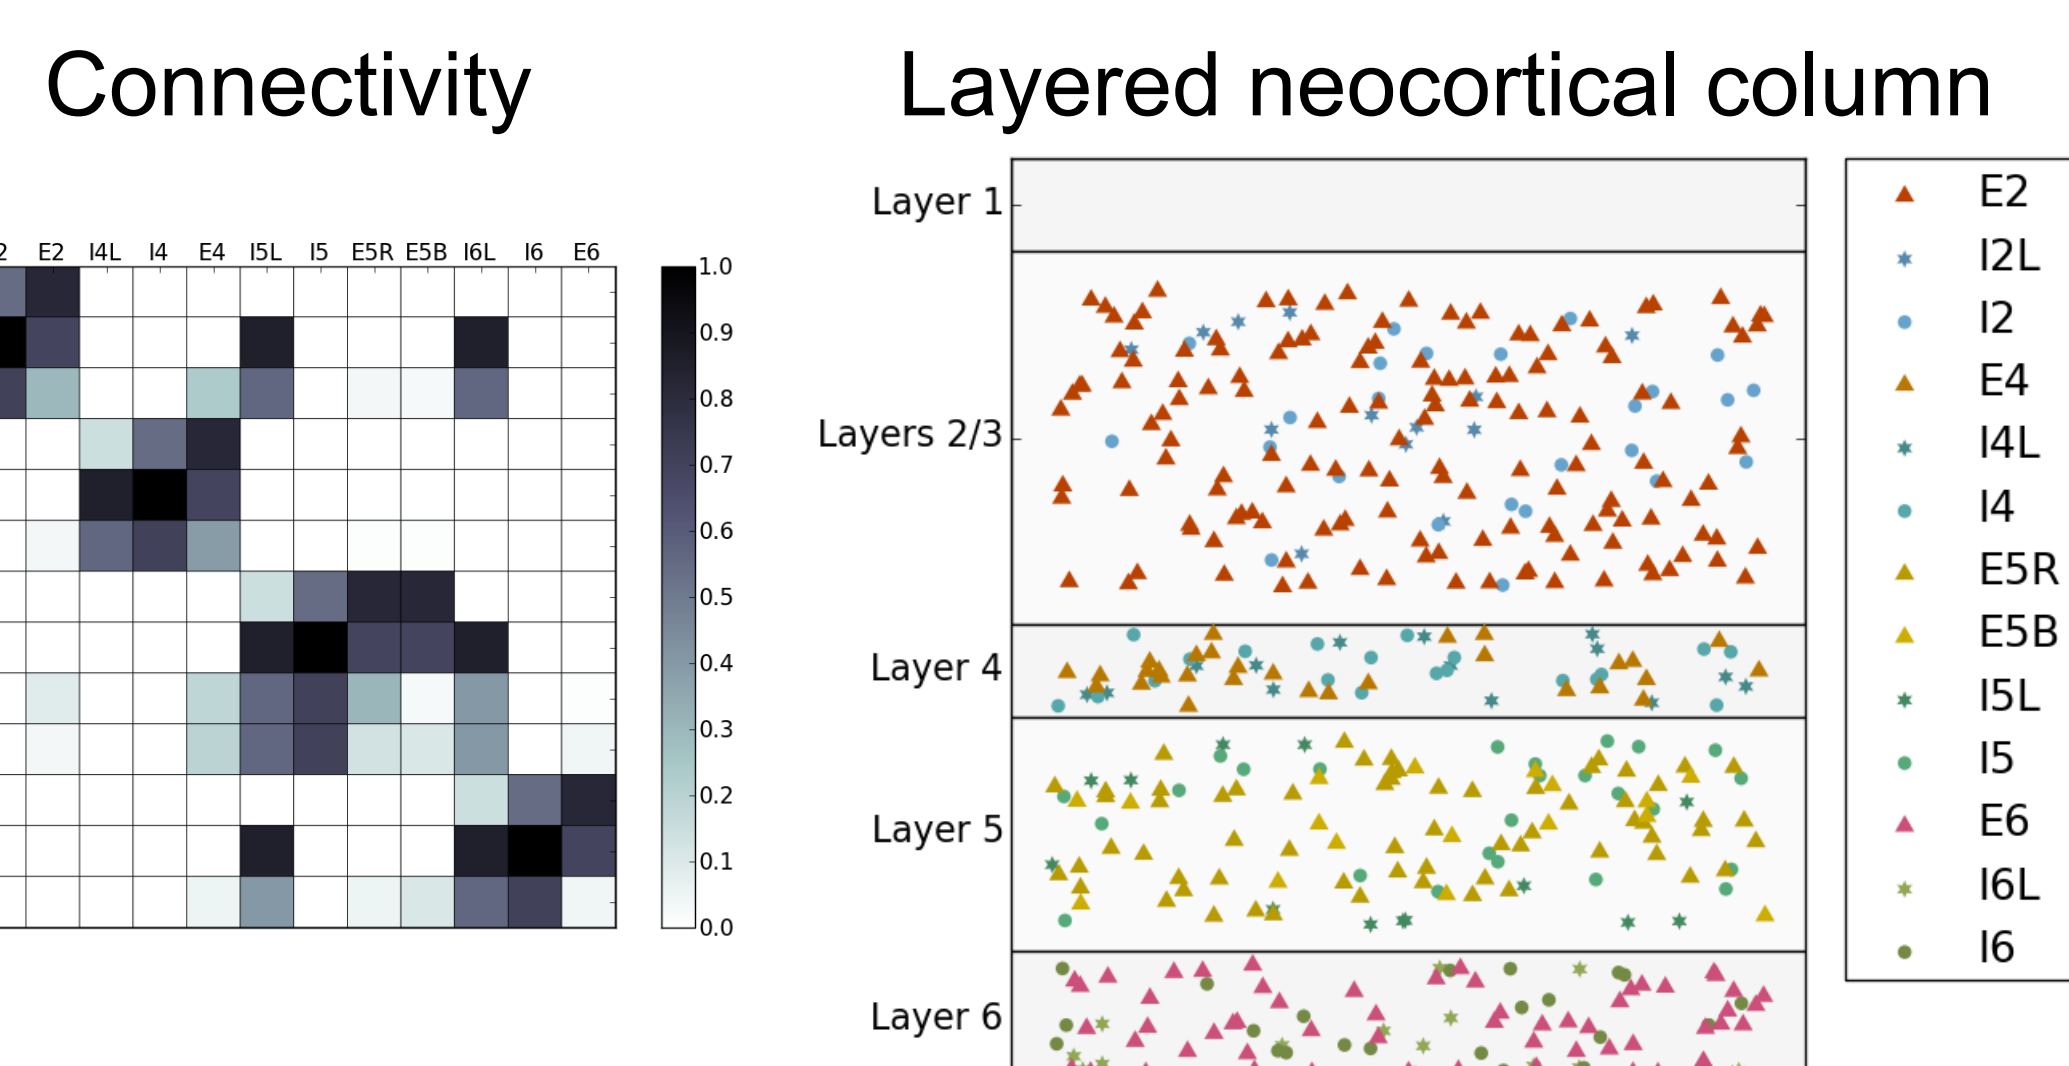 Connectivity
Layered neocortical column
2 E2 I4L I4 E4 I5L I5 E5R E5B I6L I6 E6
1.0
0.9
0.8
0.7
0.6
0.5
0.4
0.3
0.2
0.1
0.0
Layer 1
Layers 2/3
Layer 4
Layer 5
Layer 6
E2
I2L
I2
E4
I4L
I4
E5R
E5B
I5L
I5
E6
I6L
I6